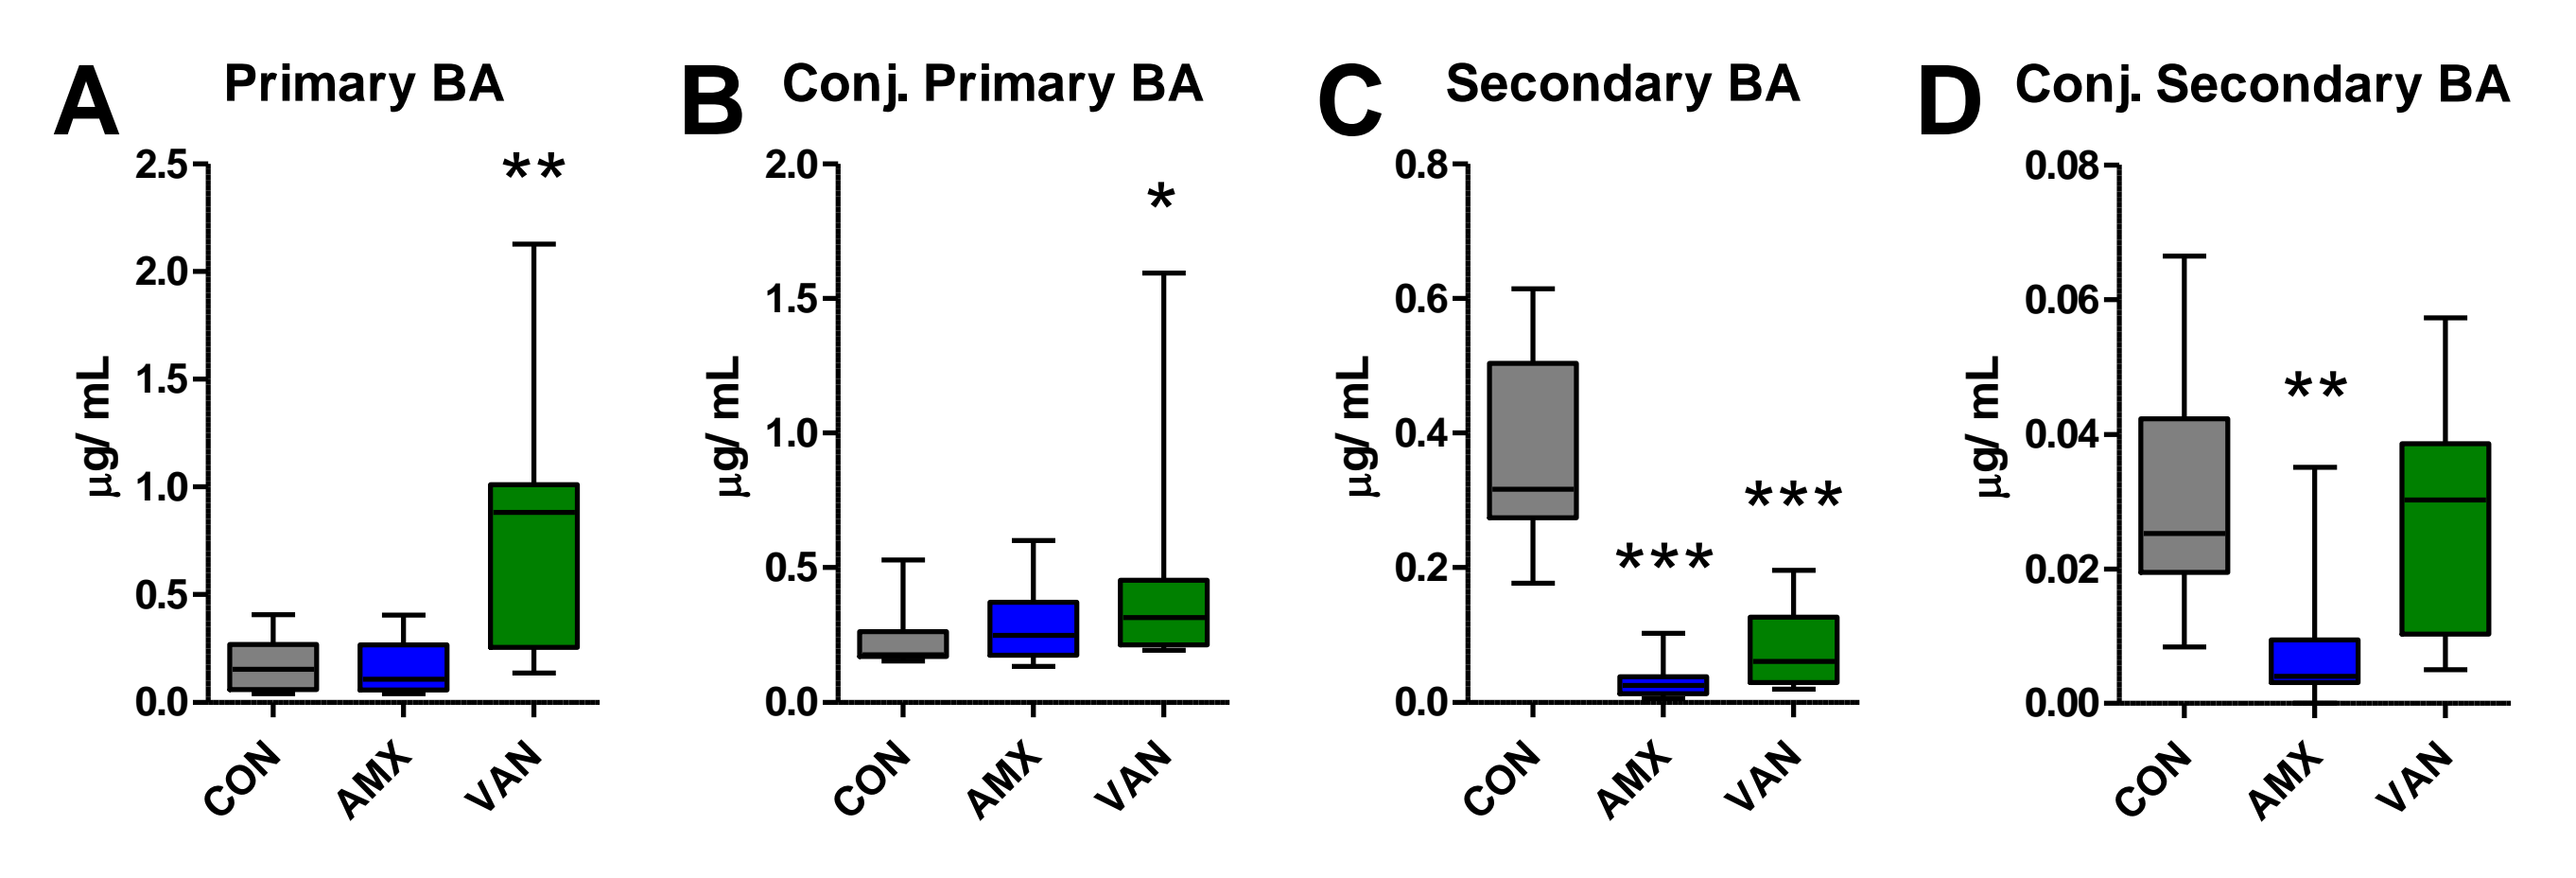 A Primary BA
**
2.5
2.0
1.5
1.0
0.5
0.0
µg/ mL
CON AMX VAN
B Conj. Primary BA
*
2.0
1.5
1.0
0.5
0.0
µg/ mL
CON AMX VAN
C Secondary BA
0.8
0.6
0.4
0.2
0.0
µg/ mL
***
***
CON AMX VAN
D Conj. Secondary BA
0.08
0.06
0.04
0.02
0.00
µg/ mL
**
CON AMX VAN